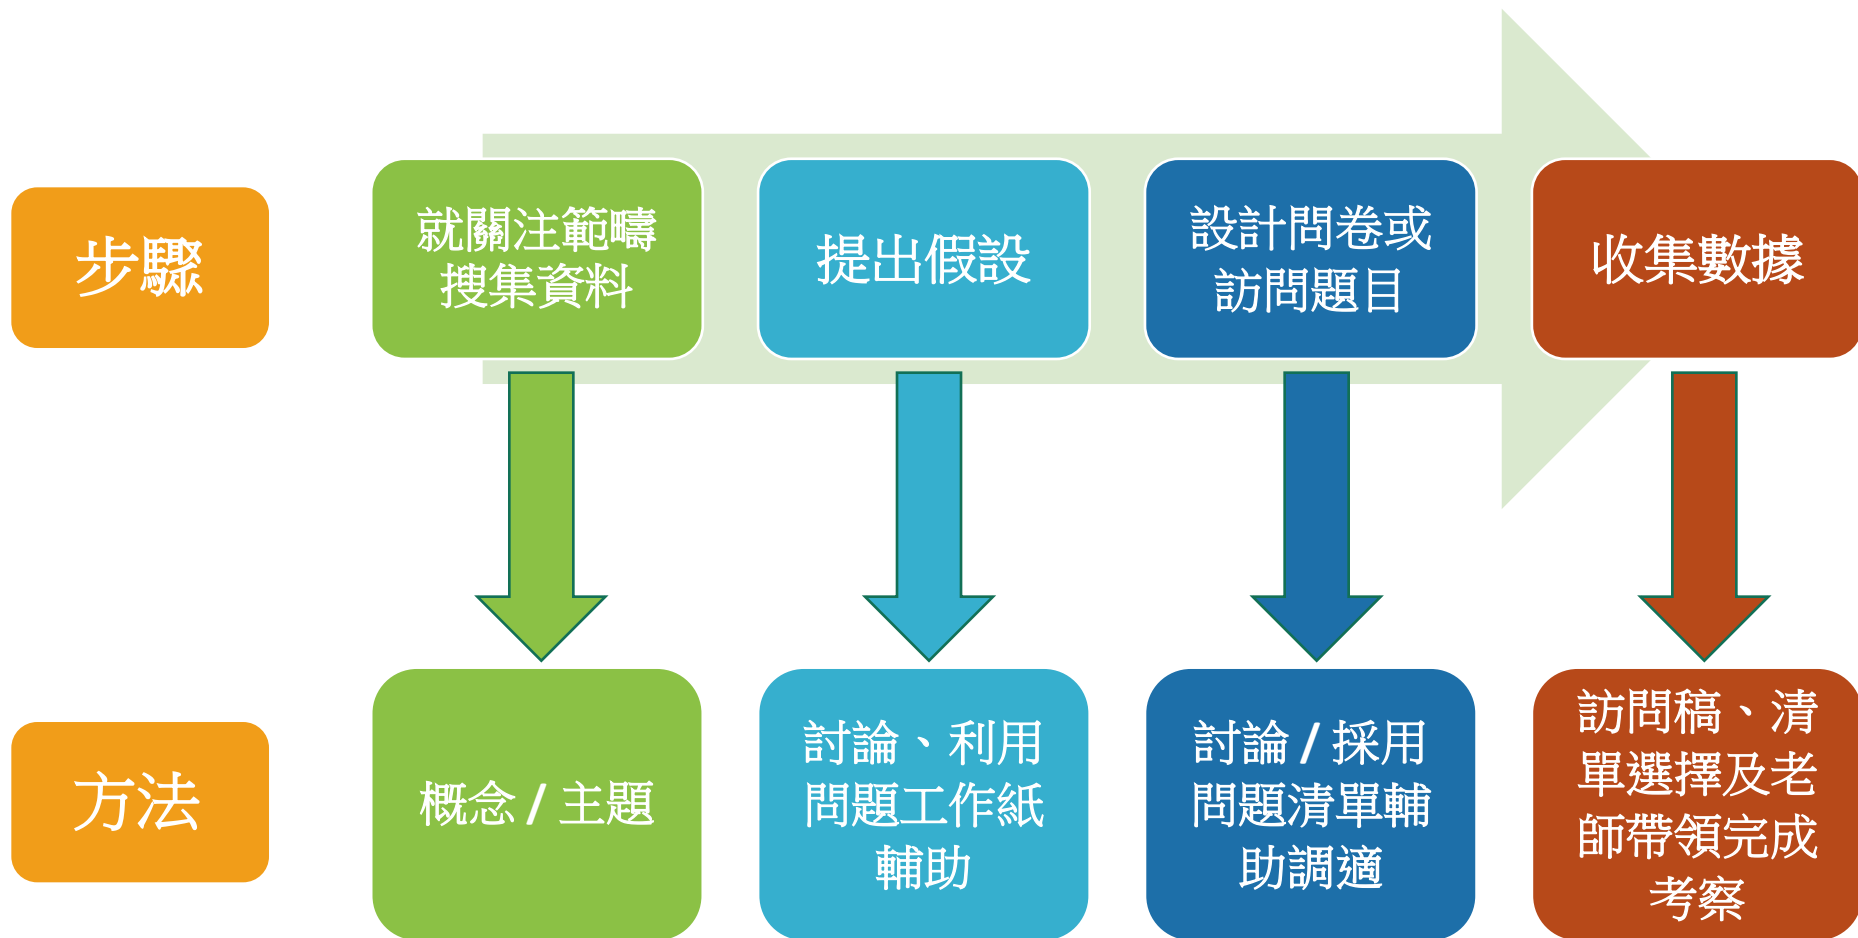 步驟
就關注範疇
搜集資料
提出假設
設計問卷或
訪問題目
收集數據
方法
概念 / 主題
討論、利用
問題工作紙
輔助
討論 / 採用
問題清單輔
助調適
訪問稿、清
單選擇及老
師帶領完成
考察